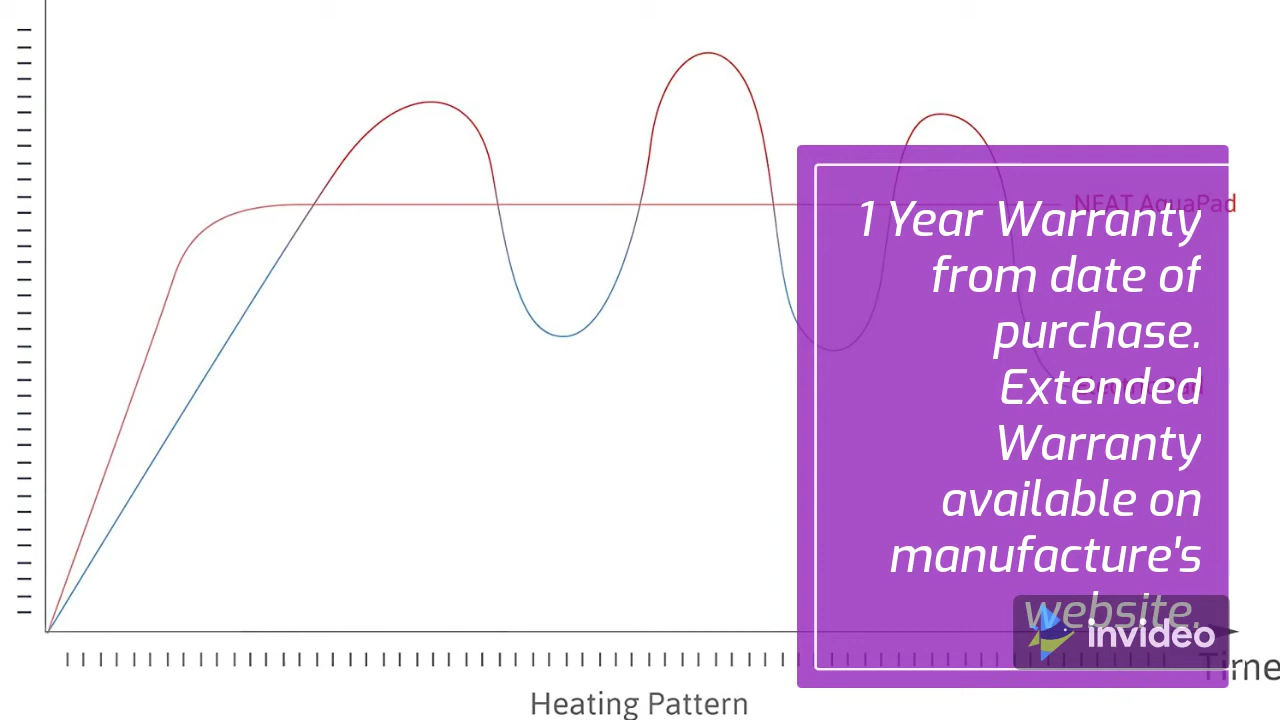 NEAT AquaPad
1 Year Warranty
from date of
purchase.
Extended
Warranty
available on
manufacture's
website.
invideo
Time
Heating Pattern